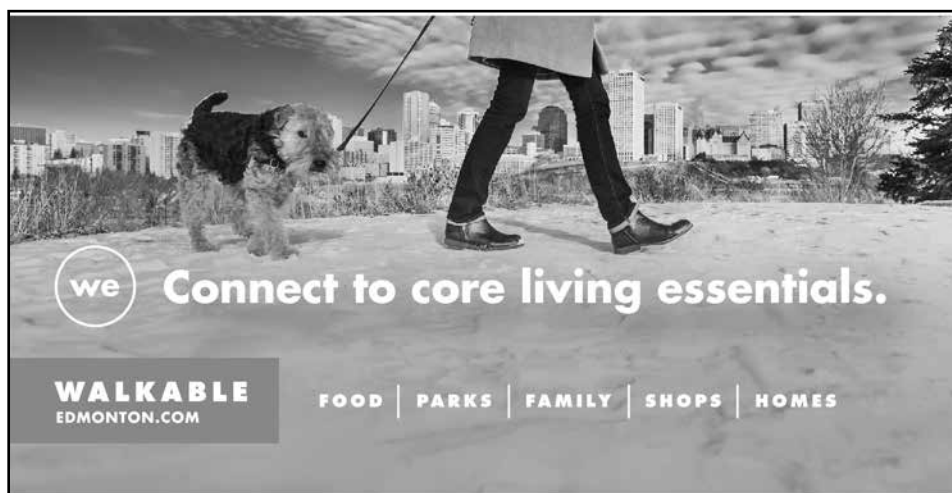 we Connect to core living essentials.
WALKABLE
EDMONTON.COM
FOOD | PARKS | FAMILY | SHOPS | HOMES